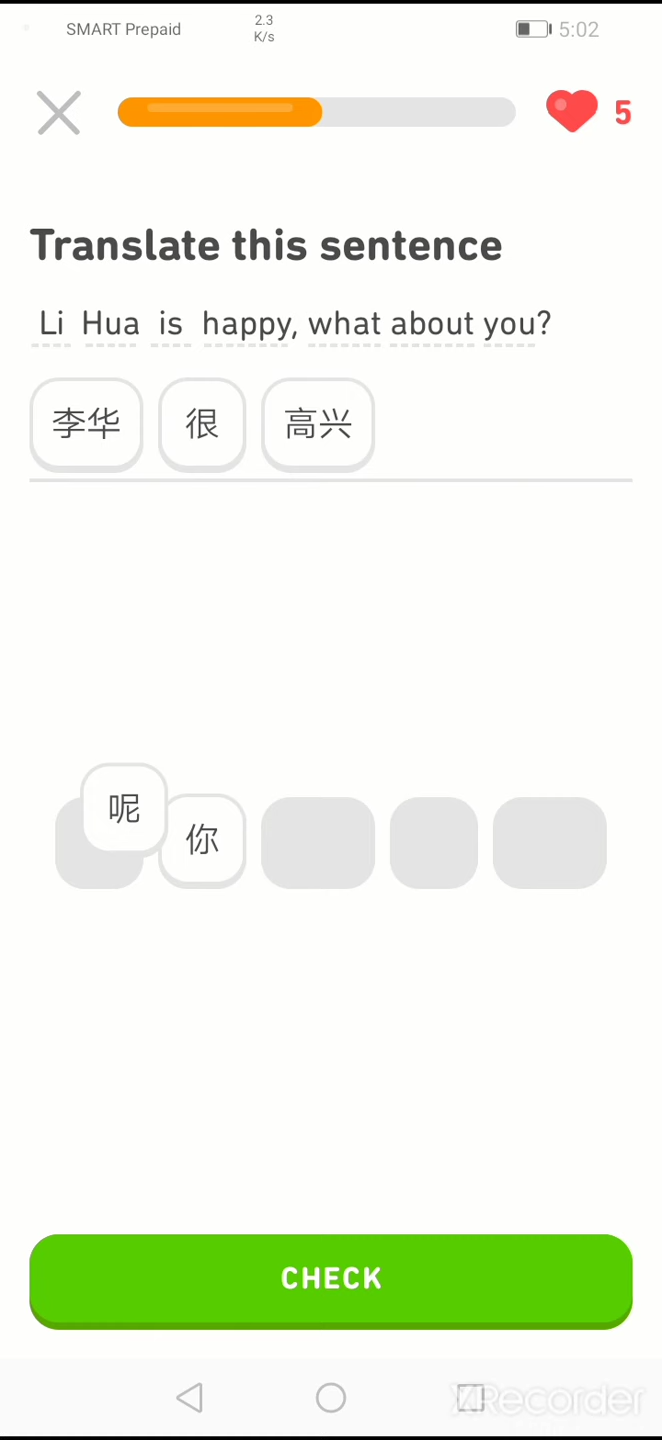 SMART Prepaid 2.3 K/s 5:02
5
Translate this sentence
Li Hua is happy, what about you?
李华 很 高兴
呢 你
CHECK
XRecorder